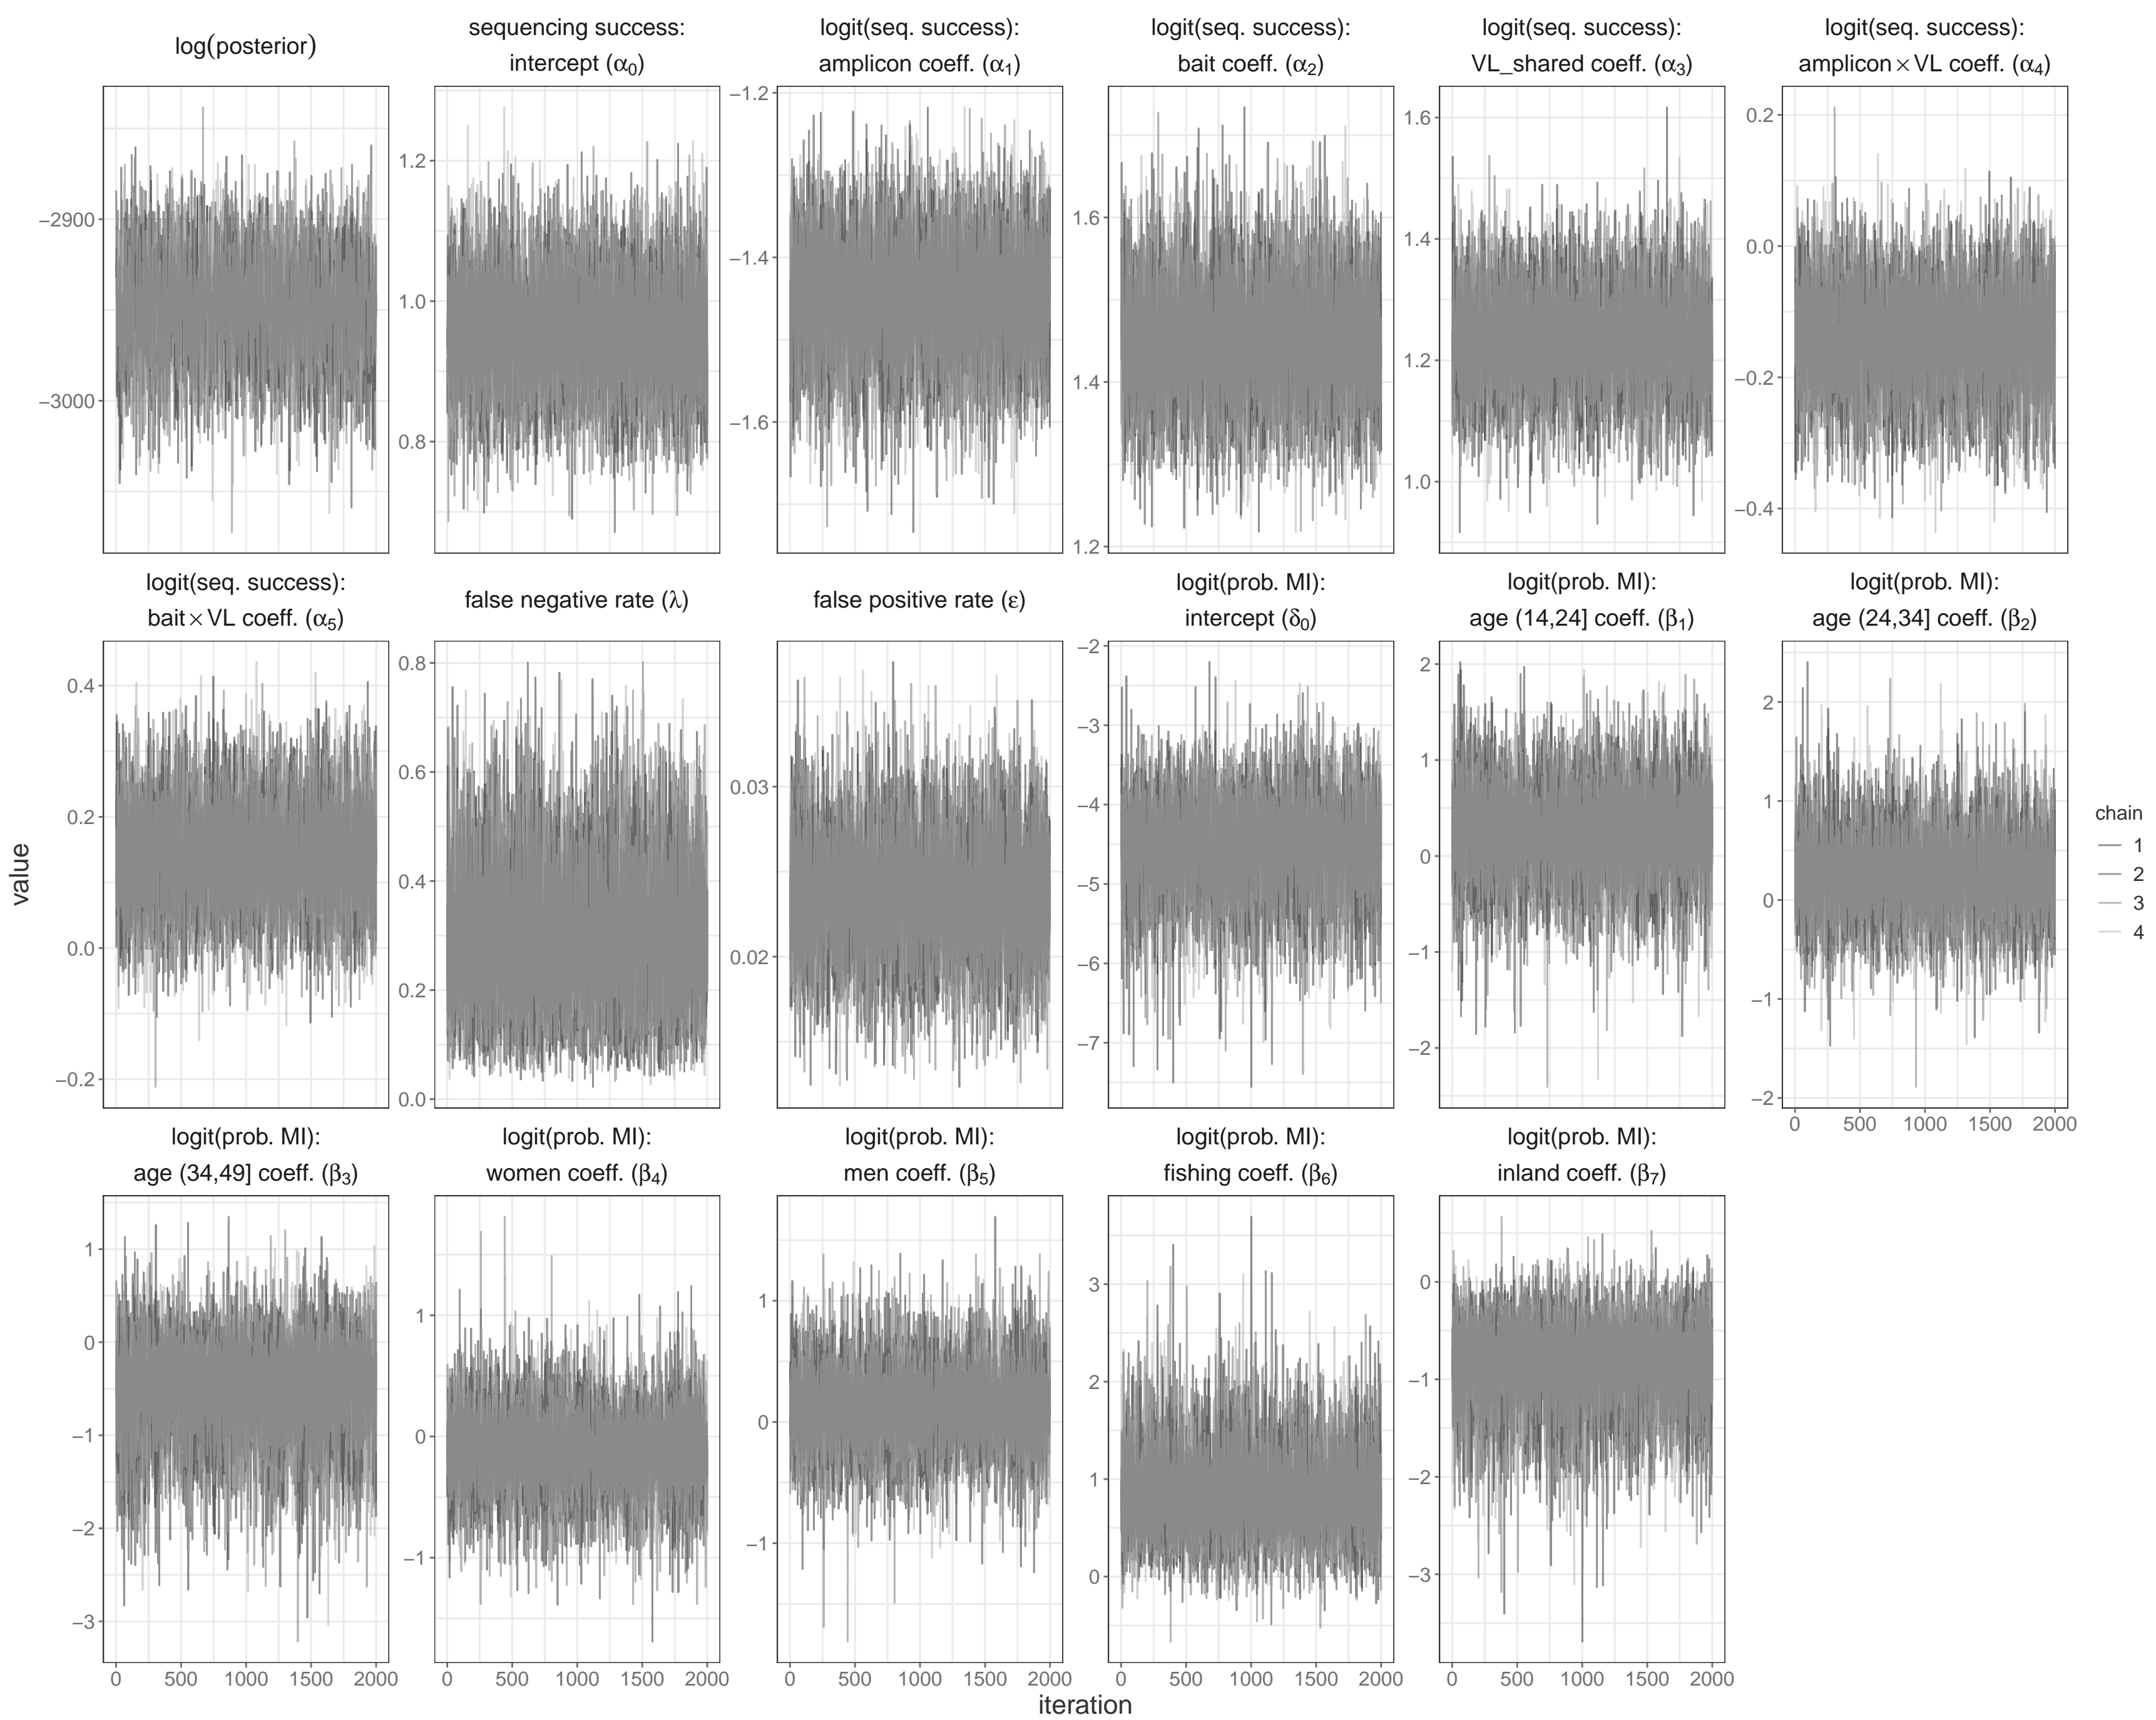 log(posterior)
sequencing success:
intercept (α0)
logit(seq. success):
amplicon coeff. (α1)
logit(seq. success):
bait coeff. (α2)
logit(seq. success):
VL_shared coeff. (α3)
logit(seq. success):
amplicon×VL coeff. (α4)
−2900
−3000
1.2
1.0
0.8
−1.2
−1.4
−1.6
1.6
1.4
1.2
1.6
1.4
1.2
1.0
0.2
0.0
−0.2
−0.4
logit(seq. success):
bait×VL coeff. (α5)
false negative rate (λ)
false positive rate (ε)
logit(prob. MI):
intercept (δ0)
logit(prob. MI):
age (14,24] coeff. (β1)
logit(prob. MI):
age (24,34] coeff. (β2)
0.4
0.2
0.0
−0.2
0.8
0.6
0.4
0.2
0.0
0.03
0.02
−2
−3
−4
−5
−6
−7
2
1
0
−1
−2
2
1
0
−1
−2
0 500 1000 1500 2000
logit(prob. MI):
age (34,49] coeff. (β3)
logit(prob. MI):
women coeff. (β4)
logit(prob. MI):
men coeff. (β5)
logit(prob. MI):
fishing coeff. (β6)
logit(prob. MI):
inland coeff. (β7)
1
0
−1
−2
−3
1
0
−1
1
0
−1
3
2
1
0
0
−1
−2
−3
0 500 1000 1500 2000
0 500 1000 1500 2000
0 500 1000 1500 2000
0 500 1000 1500 2000
0 500 1000 1500 2000
value
iteration
chain
1
2
3
4